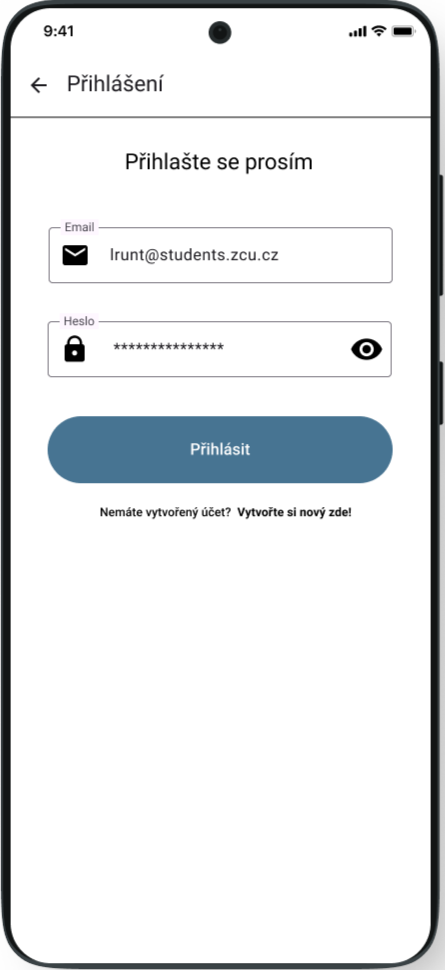 9:41
Přihlášení
Přihlašte se prosím
Email
lrunt@students.zcu.cz
Heslo
***************
Přihlásit
Nemáte vytvořený účet? Vytvořte si nový zde!